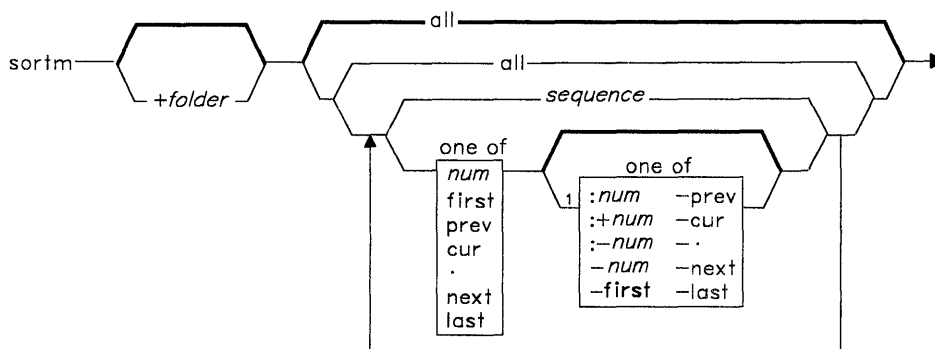 all
sortm
all
+folder
sequence
one of
num
first
prev
cur
.
next
last
one of
1
:num –prev
:+num –cur
:–num –.
–num –next
–first –last